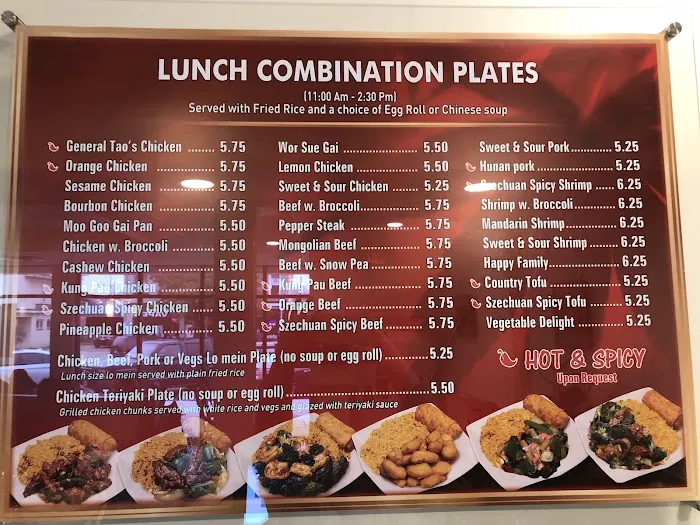 LUNCH COMBINATION PLATES
(11:00 Am - 2:30 Pm)
Served with Fried Rice and a choice of Egg Roll or Chinese soup
General Tao's Chicken ....... 5.75
Orange Chicken ............... 5.75
Sesame Chicken ............. 5.75
Bourbon Chicken ............. 5.75
Moo Goo Gai Pan ............ 5.50
Chicken w. Broccoli .......... 5.50
Cashew Chicken ............. 5.50
Kung Pau Chicken ........... 5.50
Szechuan Spicy Chicken .... 5.50
Pineapple Chicken ........... 5.50
Wor Sue Gai .................. 5.50
Lemon Chicken .............. 5.50
Sweet & Sour Chicken ....... 5.25
Beef w. Broccoli .............. 5.75
Pepper Steak ................. 5.75
Mongolian Beef .............. 5.75
Beef w. Snow Pea ........... 5.75
Kung Pau Beef ............... 5.75
Orange Beef .................. 5.75
Szechuan Spicy Beef ........ 5.75
Sweet & Sour Pork ............ 5.25
Hunan pork .................... 5.25
Szechuan Spicy Shrimp ..... 6.25
Shrimp w. Broccoli ........... 6.25
Mandarin Shrimp ............. 6.25
Sweet & Sour Shrimp ....... 6.25
Happy Family ................. 6.25
Country Tofu .................. 5.25
Szechuan Spicy Tofu ......... 5.25
Vegetable Delight ............ 5.25
Chicken, Beef, Pork or Vegs Lo mein Plate (no soup or egg roll) ............ 5.25
Lunch size lo mein served with plain fried rice
Chicken Teriyaki Plate (no soup or egg roll) .................................. 5.50
Grilled chicken chunks served with white rice and vegs and glazed with teriyaki sauce
HOT & SPICY
Upon Request